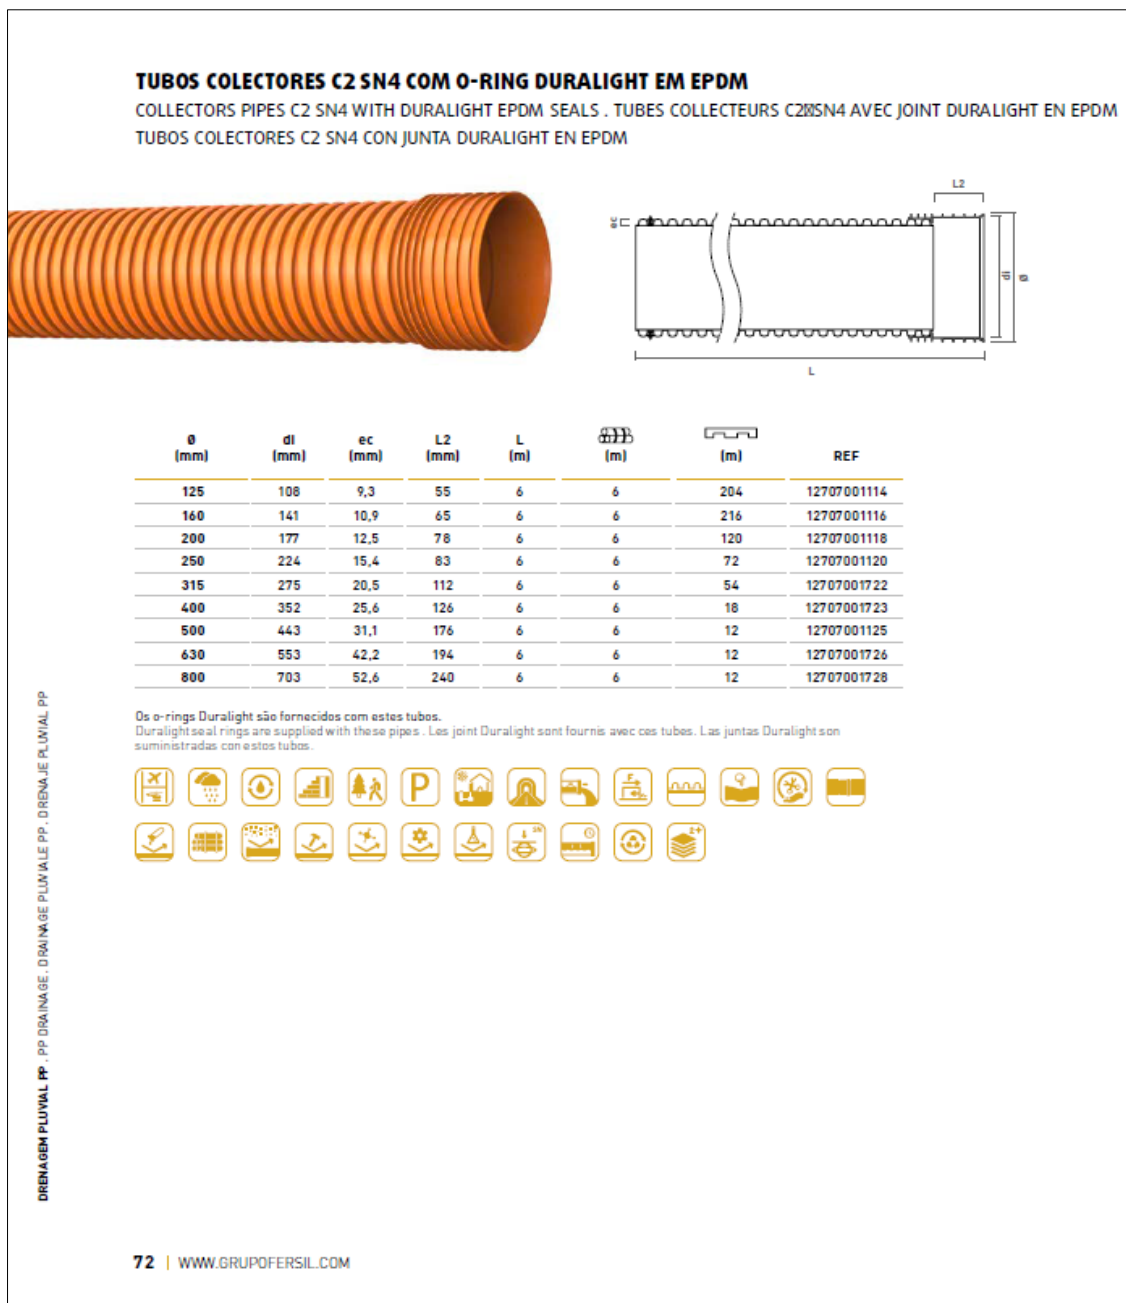 TUBOS COLECTORES C2 SN4 COM O-RING DURALIGHT EM EPDM
COLLECTORS PIPES C2 SN4 WITH DURALIGHT EPDM SEALS . TUBES COLLECTEURS C2SN4 AVEC JOINT DURALIGHT EN EPDM
TUBOS COLECTORES C2 SN4 CON JUNTA DURALIGHT EN EPDM
L2
ec
di
Ø
L
Ø dI ec L2 L
(mm) (mm) (mm) (mm) (m) (m) (m) REF
125 108 9,3 55 6 6 204 12707001114
160 141 10,9 65 6 6 216 12707001116
200 177 12,5 78 6 6 120 12707001118
250 224 15,4 83 6 6 72 12707001120
315 275 20,5 112 6 6 54 12707001722
400 352 25,6 126 6 6 18 12707001723
500 443 31,1 176 6 6 12 12707001125
630 553 42,2 194 6 6 12 12707001726
800 703 52,6 240 6 6 12 12707001728
Os o-rings Duralight são fornecidos com estes tubos.
Duralight seal rings are supplied with these pipes . Les joint Duralight sont fournis avec ces tubes. Las juntas Duralight son
suministradas con estos tubos.
P
F
SN
2+
DRENAGEM PLUVIAL PP . PP DRAINAGE . DRAINAGE PLUVIALE PP . DRENAJE PLUVIAL PP
72 | WWW.GRUPOFERSIL.COM